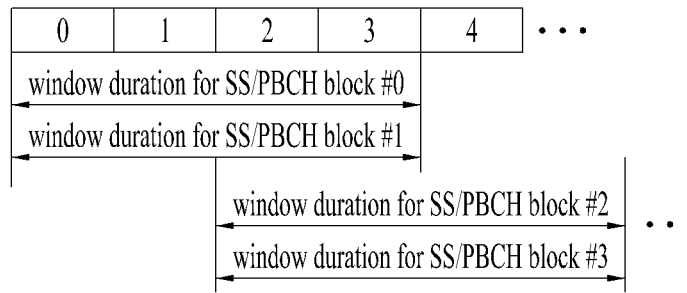 0 1 2 3 4 • • •
window duration for SS/PBCH block #0
window duration for SS/PBCH block #1
window duration for SS/PBCH block #2
• •
window duration for SS/PBCH block #3